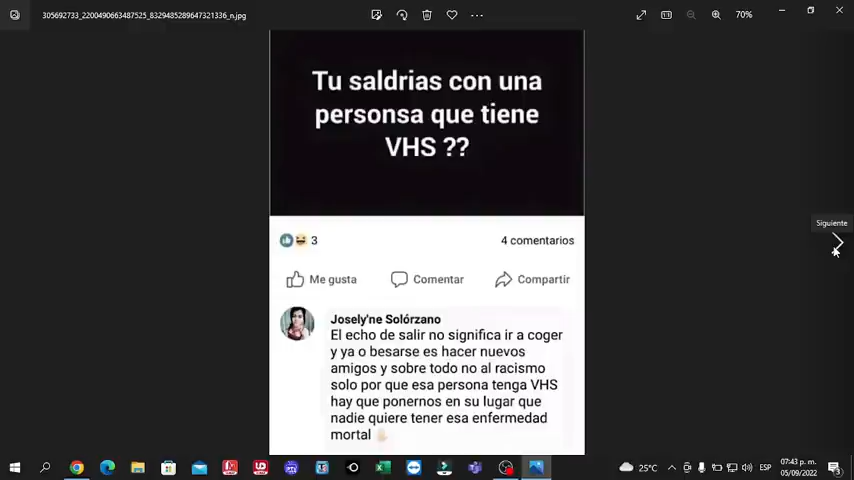 305692733_2200490663487525_8329485289647321336_n.jpg
70%
Tu saldrias con una
personsa que tiene
VHS ??
Siguiente
3
4 comentarios
Me gusta
Comentar
Compartir
Josely'ne Solórzano
El echo de salir no significa ir a coger
y ya o besarse es hacer nuevos
amigos y sobre todo no al racismo
solo por que esa persona tenga VHS
hay que ponernos en su lugar que
nadie quiere tener esa enfermedad
mortal
25°C
ESP
07:43 p. m.
05/09/2022